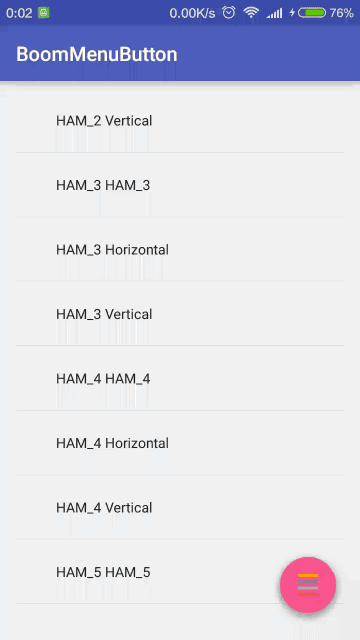 0:02 0.00K/s 76%
BoomMenuButton
HAM_2 Vertical
HAM_3 HAM_3
HAM_3 Horizontal
HAM_3 Vertical
HAM_4 HAM_4
HAM_4 Horizontal
HAM_4 Vertical
HAM_5 HAM_5